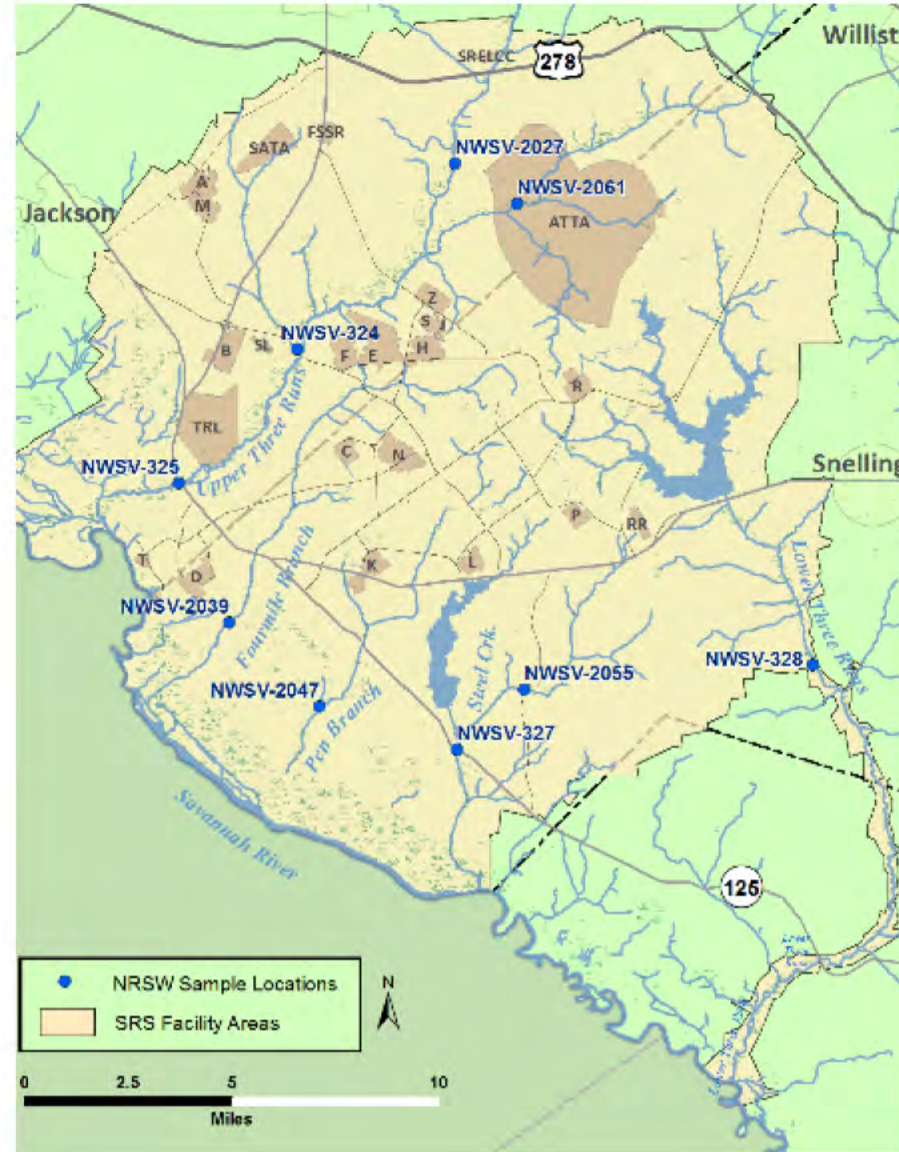 Willist
SRELCC
278
FSSR
SATA
NWSV-2027
A
M
NWSV-2061
Jackson
ATTA
Z
S
J
NWSV-324
B
SL
F
E
H
R
TRL
Upper Three Runs
C
N
NWSV-325
Snelling
P
RR
T
D
K
L
Fourmile Branch
Lower Three Runs
NWSV-2039
NWSV-328
Steel Crk.
NWSV-2055
NWSV-2047
Pen Branch
NWSV-327
Savannah River
125
NRSW Sample Locations
N
SRS Facility Areas
0
2.5
5
10
Miles